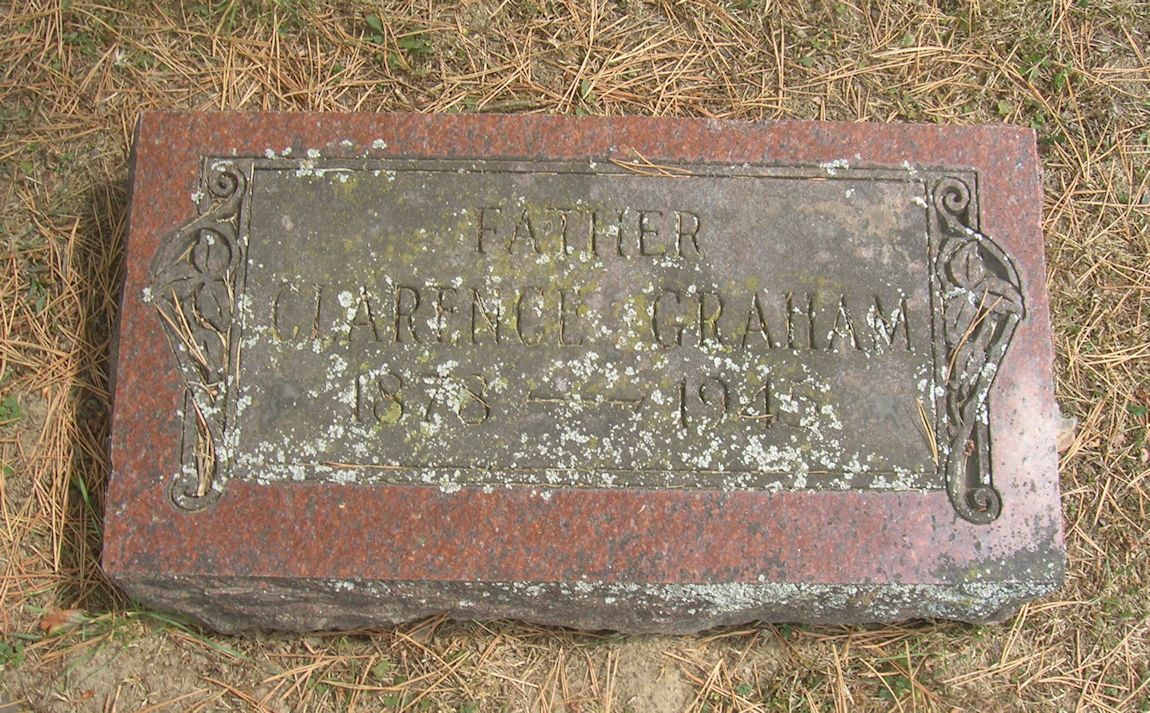 FATHER
CLARENCE GRAHAM
1878 — 1945